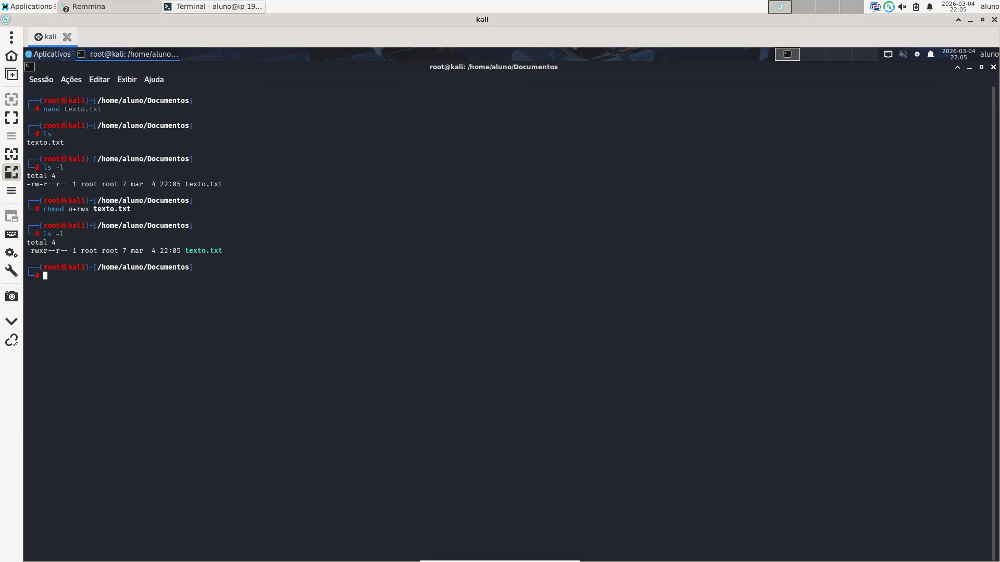 Applications
2
Remmina
Terminal - aluno@ip-19...
2026-03-04
22:05
aluno
kali
kali
Aplicativos
root@kali: /home/aluno...
2026-03-04
22:05
aluno
root@kali: /home/aluno/Documentos
Sessão Ações Editar Exibir Ajuda
┌──(root㉿kali)-[/home/aluno/Documentos]
└─# nano texto.txt
┌──(root㉿kali)-[/home/aluno/Documentos]
└─# ls
texto.txt
┌──(root㉿kali)-[/home/aluno/Documentos]
└─# ls -l
total 4
-rw-r--r-- 1 root root 7 mar  4 22:05 texto.txt
┌──(root㉿kali)-[/home/aluno/Documentos]
└─# chmod u+rwx texto.txt
┌──(root㉿kali)-[/home/aluno/Documentos]
└─# ls -l
total 4
-rwxr--r-- 1 root root 7 mar  4 22:05 texto.txt
┌──(root㉿kali)-[/home/aluno/Documentos]
└─#